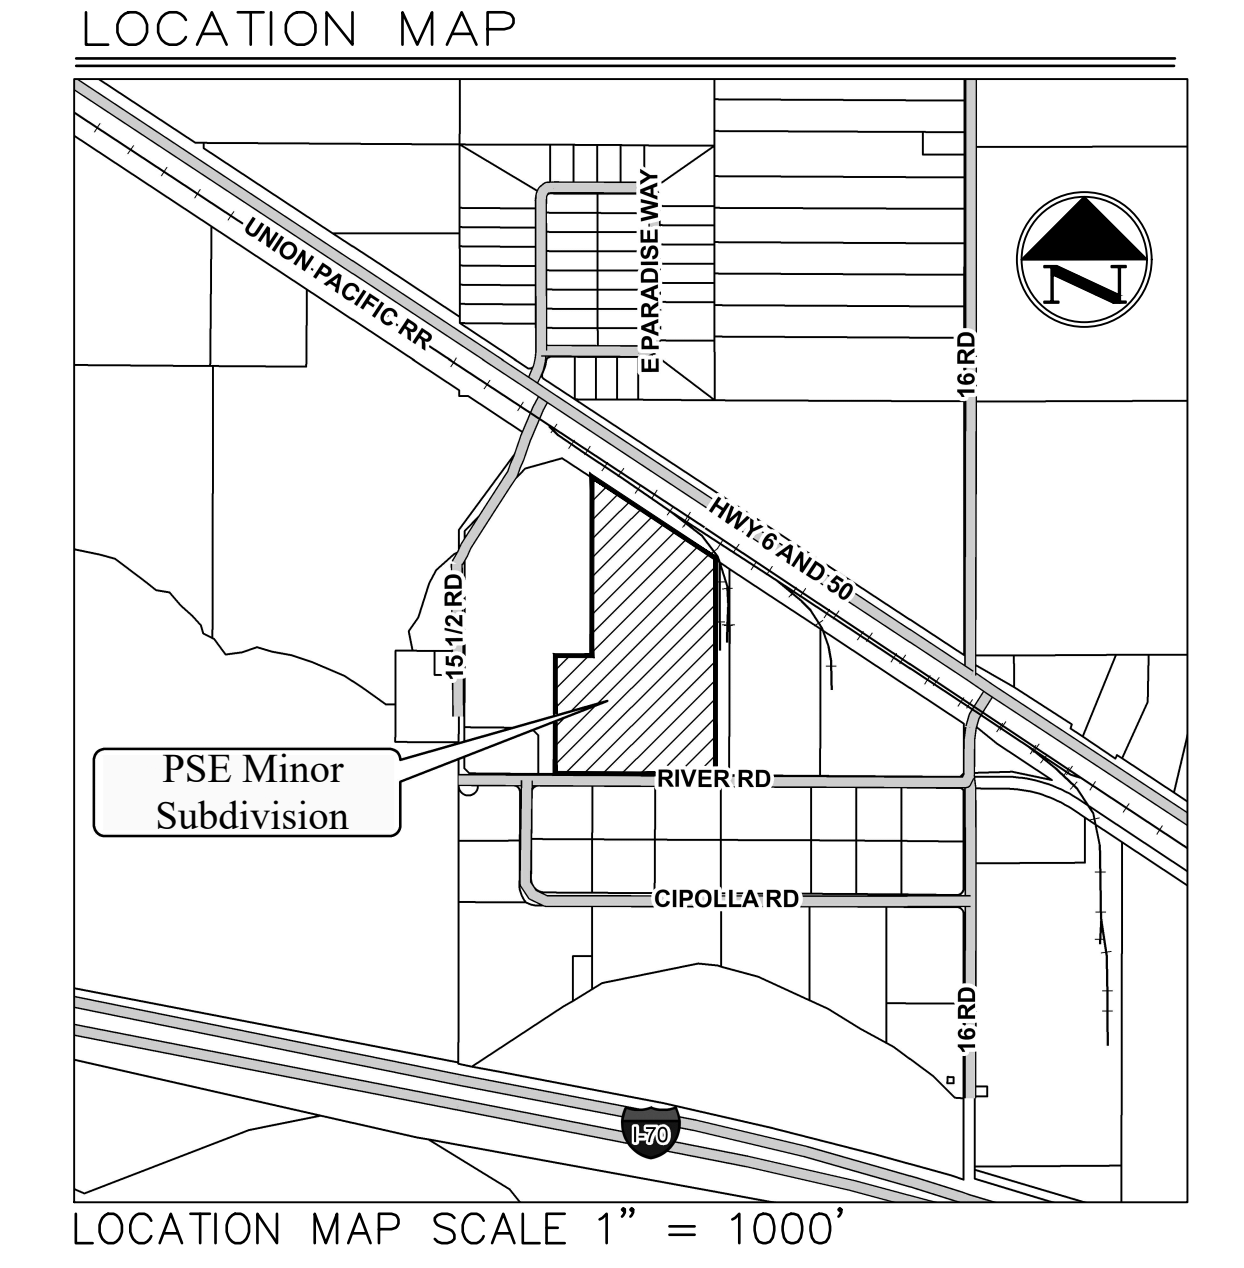 LOCATION MAP
E PARADISE WAY
UNION PACIFIC RR
16 RD
N
HWY 6 AND 50
15 1/2 RD
PSE Minor
Subdivision
RIVER RD
CIPOLLA RD
16 RD
I-70
LOCATION MAP SCALE 1" = 1000'